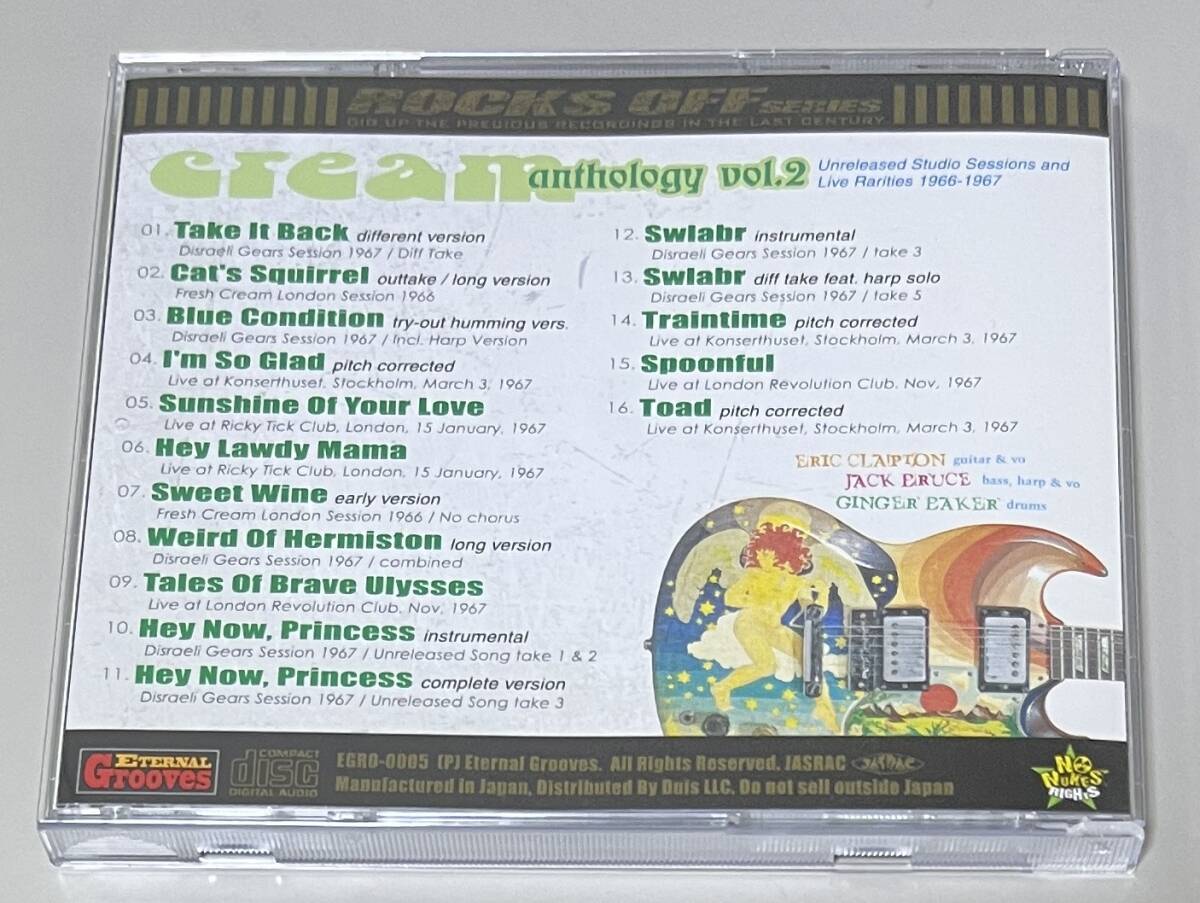 ROCKS OFF SERIES
DIG UP THE PREVIOUS RECORDINGS IN THE LAST CENTURY
cream anthology vol.2
Unreleased Studio Sessions and
Live Rarities 1966-1967
01. Take It Back different version
Disraeli Gears Session 1967 / Diff Take
02. Cat's Squirrel outtake / long version
Fresh Cream London Session 1966
03. Blue Condition try-out humming vers.
Disraeli Gears Session 1967 / Incl. Harp Version
04. I'm So Glad pitch corrected
Live at Konserthuset, Stockholm, March 3, 1967
05. Sunshine Of Your Love
Live at Ricky Tick Club, London, 15 January, 1967
06. Hey Lawdy Mama
Live at Ricky Tick Club, London, 15 January, 1967
07. Sweet Wine early version
Fresh Cream London Session 1966 / No chorus
08. Weird Of Hermiston long version
Disraeli Gears Session 1967 / combined
09. Tales Of Brave Ulysses
Live at London Revolution Club, Nov, 1967
10. Hey Now, Princess instrumental
Disraeli Gears Session 1967 / Unreleased Song take 1 & 2
11. Hey Now, Princess complete version
Disraeli Gears Session 1967 / Unreleased Song take 3
12. Swlabr instrumental
Disraeli Gears Session 1967 / take 3
13. Swlabr diff take feat. harp solo
Disraeli Gears Session 1967 / take 5
14. Traintime pitch corrected
Live at Konserthuset, Stockholm, March 3, 1967
15. Spoonful
Live at London Revolution Club, Nov, 1967
16. Toad pitch corrected
Live at Konserthuset, Stockholm, March 3, 1967
ERIC CLAPTON guitar & vo
JACK BRUCE bass, harp & vo
GINGER BAKER drums
ETERNAL
GROOVES
COMPACT
disc
DIGITAL AUDIO
EGRO-0005 (P) Eternal Grooves. All Rights Reserved. JASRAC JASRAC
Manufactured in Japan, Distributed By Duis LLC. Do not sell outside Japan
NO
NUKES
RIGHTS